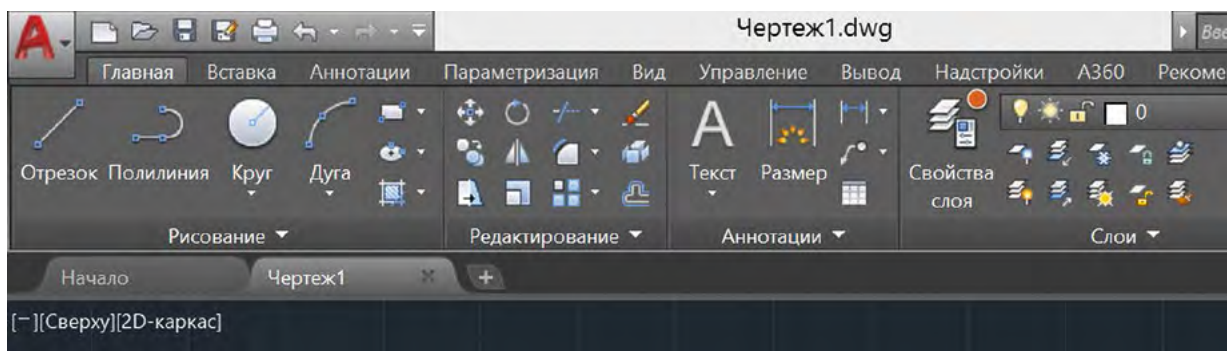 Чертеж1.dwg
Главная Вставка Аннотации Параметризация Вид Управление Вывод Надстройки A360 Рекоме
0
Отрезок Полилиния Круг Дуга Текст Размер Свойства
слоя
Рисование Редактирование Аннотации Слои
Начало Чертеж1
[−][Сверху][2D-каркас]